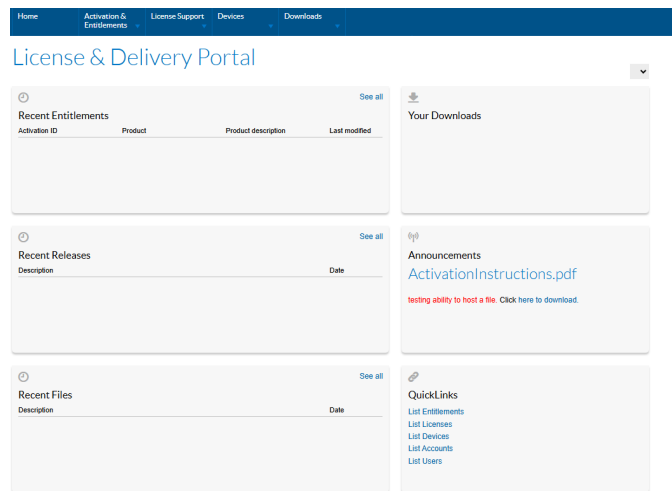 Home
Activation &
Entitlements
License Support
Devices
Downloads
License & Delivery Portal
See all
Recent Entitlements
Activation ID Product Product description Last modified
Your Downloads
See all
Recent Releases
Description Date
Announcements
ActivationInstructions.pdf
testing ability to host a file. Click here to download.
See all
Recent Files
Description Date
QuickLinks
List Entitlements
List Licenses
List Devices
List Accounts
List Users